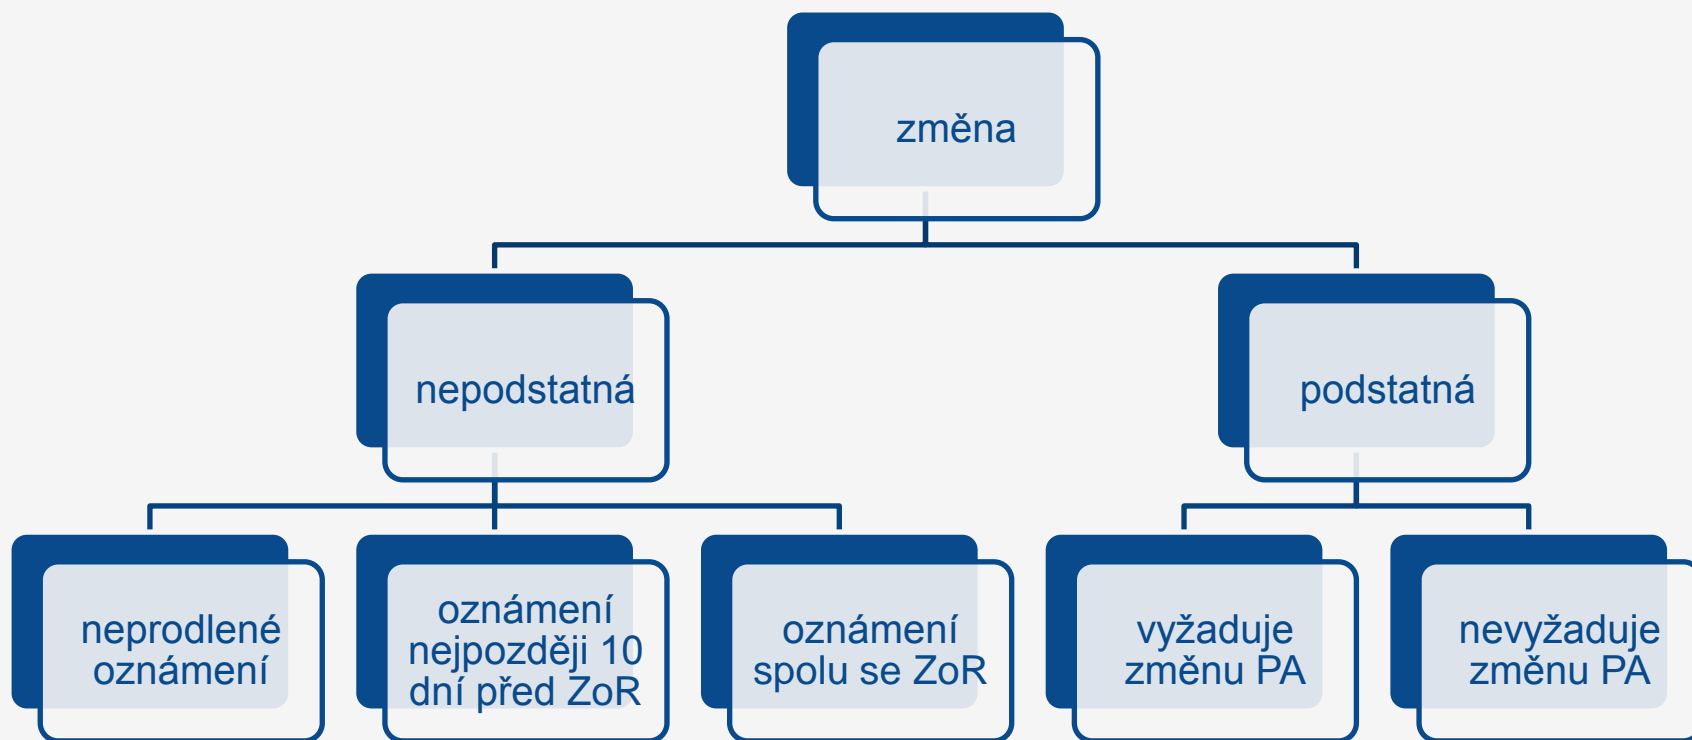 změna
nepodstatná
podstatná
neprodlené
oznámení
oznámení
nejpozději 10
dní před ZoR
oznámení
spolu se ZoR
vyžaduje
změnu PA
nevyžaduje
změnu PA